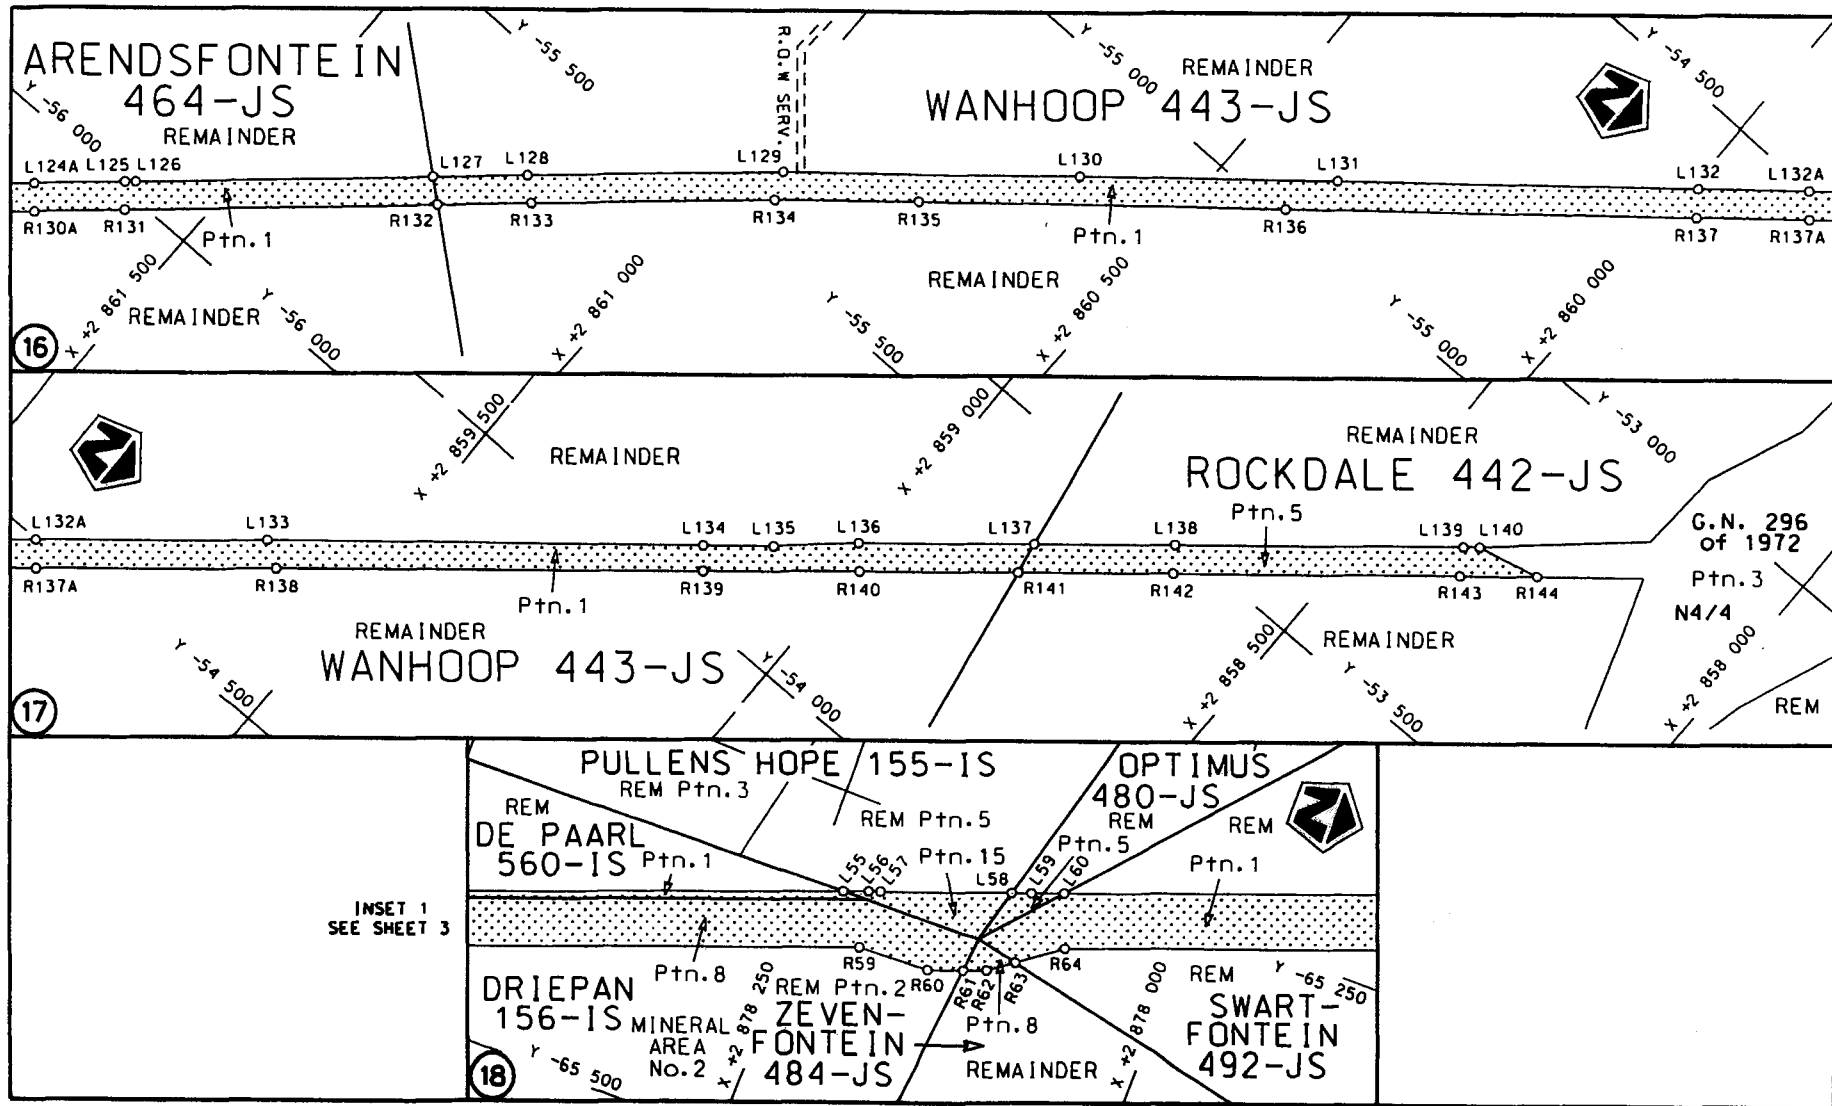 ARENDSFONTEIN
464-JS
REMAINDER
Y -56 000
Y -55 500
R.O.W SERV.
Y -55 000
REMAINDER
WANHOOP 443-JS
Y -54 500
L124A L125 L126 L127 L128 L129 L130 L131 L132 L132A
R130A R131 R132 R133 R134 R135 R136 R137 R137A
Ptn.1
Ptn.1
REMAINDER
REMAINDER
X +2 861 500
Y -56 000
X +2 861 000
Y -55 500
X +2 860 500
Y -55 000
X +2 860 000
16
X +2 859 500
REMAINDER
X +2 859 000
REMAINDER
ROCKDALE 442-JS
Y -53 000
Ptn.5
L132A L133 L134 L135 L136 L137 L138 L139 L140
G.N. 296
of 1972
Ptn.3
N4/4
R137A R138 R139 R140 R141 R142 R143 R144
Ptn.1
REMAINDER
WANHOOP 443-JS
REMAINDER
Y -54 500
Y -54 000
X +2 858 500
Y -53 500
X +2 858 000
REM
17
PULLENS HOPE 155-IS
REM Ptn.3
OPTIMUS
480-JS
REM
REM
REM
DE PAARL
560-IS
Ptn.1
REM Ptn.5
Ptn.15
Ptn.5
Ptn.1
L55 L56 L57 L58 L59 L60
INSET 1
SEE SHEET 3
R59 R60 R61 R62 R63 R64
Ptn.8
DRIEPAN
156-IS
MINERAL
AREA
No.2
X +2 878 250
REM Ptn.2
ZEVEN-
FONTEIN
484-JS
Ptn.8
REMAINDER
X +2 878 000
REM
Y -65 250
SWART-
FONTEIN
492-JS
Y -65 500
18